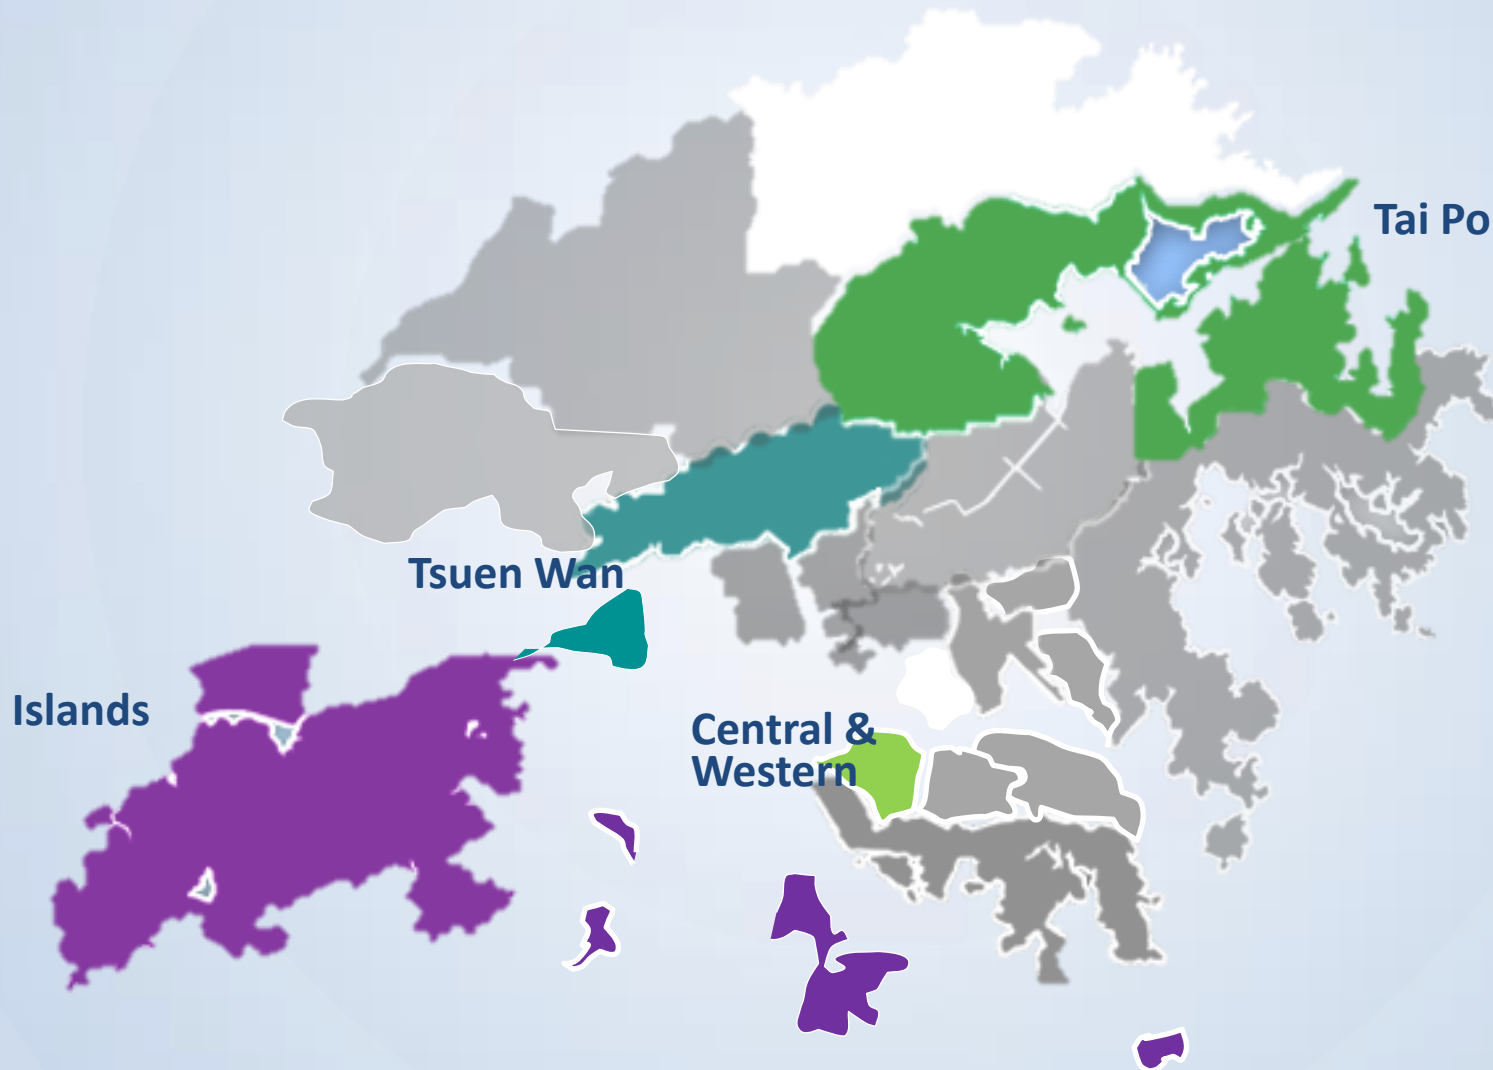 Tai Po
Tsuen Wan
Islands
Central &
Western